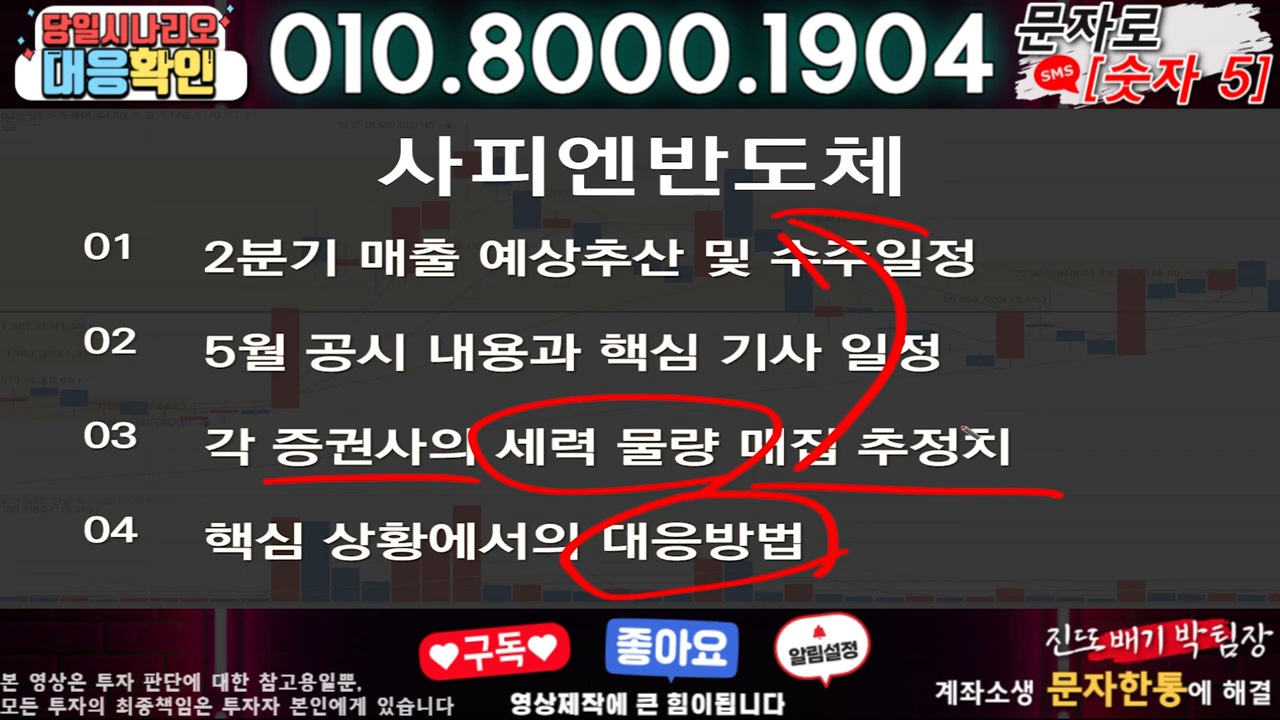 당일시나리오
대응확인
010.8000.1904
문자로
SMS
[숫자 5]
사피엔반도체
01 2분기 매출 예상추산 및 수주일정
02 5월 공시 내용과 핵심 기사 일정
03 각 증권사의 세력 물량 매집 추정치
04 핵심 상황에서의 대응방법
구독
좋아요
알림설정
진또배기 박팀장
본 영상은 투자 판단에 대한 참고용일뿐,
모든 투자의 최종책임은 투자자 본인에게 있습니다
영상제작에 큰 힘이됩니다
계좌소생 문자한통에 해결